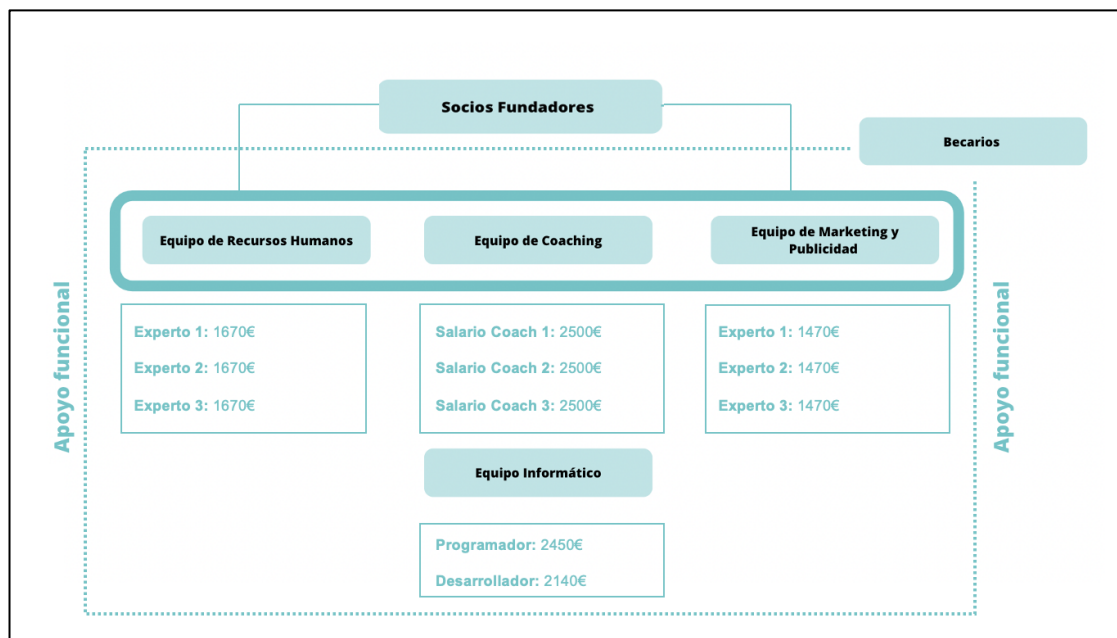 Socios Fundadores
Becarios
Equipo de Recursos Humanos
Equipo de Coaching
Equipo de Marketing y
Publicidad
Apoyo funcional
Experto 1: 1670€
Experto 2: 1670€
Experto 3: 1670€
Salario Coach 1: 2500€
Salario Coach 2: 2500€
Salario Coach 3: 2500€
Experto 1: 1470€
Experto 2: 1470€
Experto 3: 1470€
Apoyo funcional
Equipo Informático
Programador: 2450€
Desarrollador: 2140€